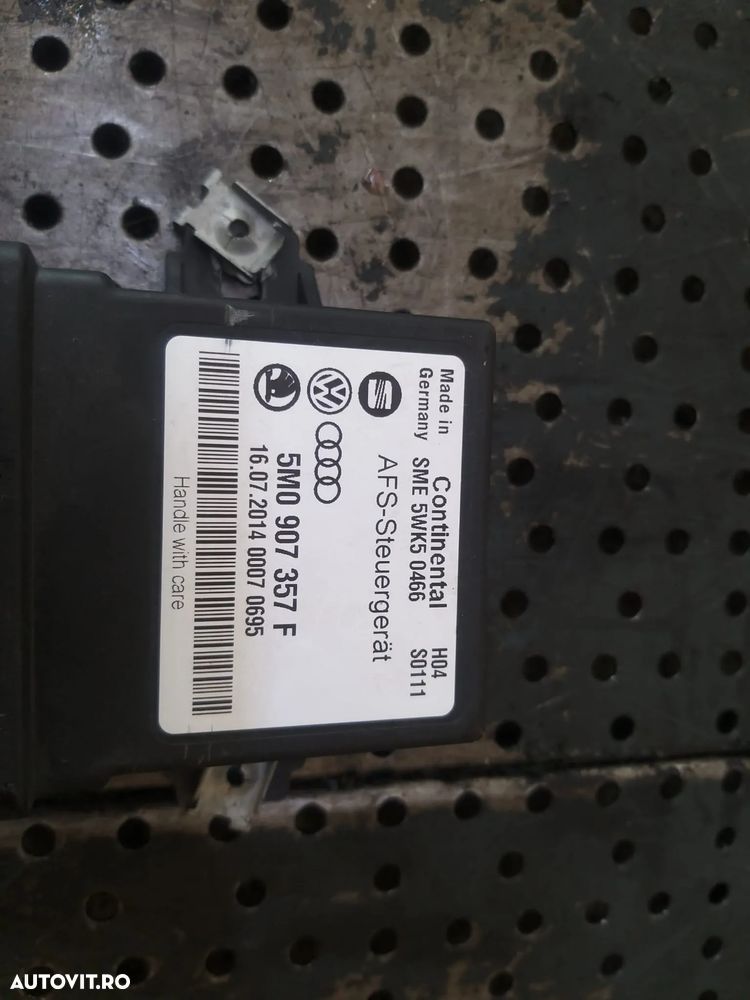 Made in
Germany
Continental H04
SME 5WK5 0466 S0111
AFS-Steuergerät
5M0 907 357 F
16.07.2014 0007 0695
Handle with care
AUTOVIT.RO